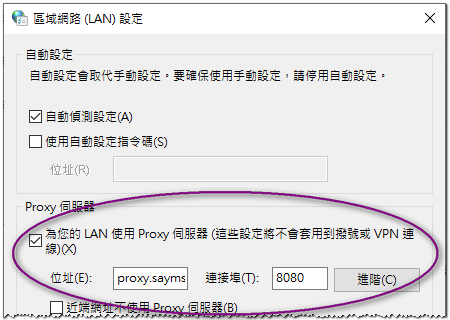 區域網路 (LAN) 設定
自動設定
自動設定會取代手動設定。要確保使用手動設定，請停用自動設定。
自動偵測設定(A)
使用自動設定指令碼(S)
位址(R)
Proxy 伺服器
為您的 LAN 使用 Proxy 伺服器 (這些設定將不會套用到撥號或 VPN 連
線)(X)
位址(E): proxy.sayms 連接埠(T): 8080 進階(C)
近端網址不使用 Proxy 伺服器(B)